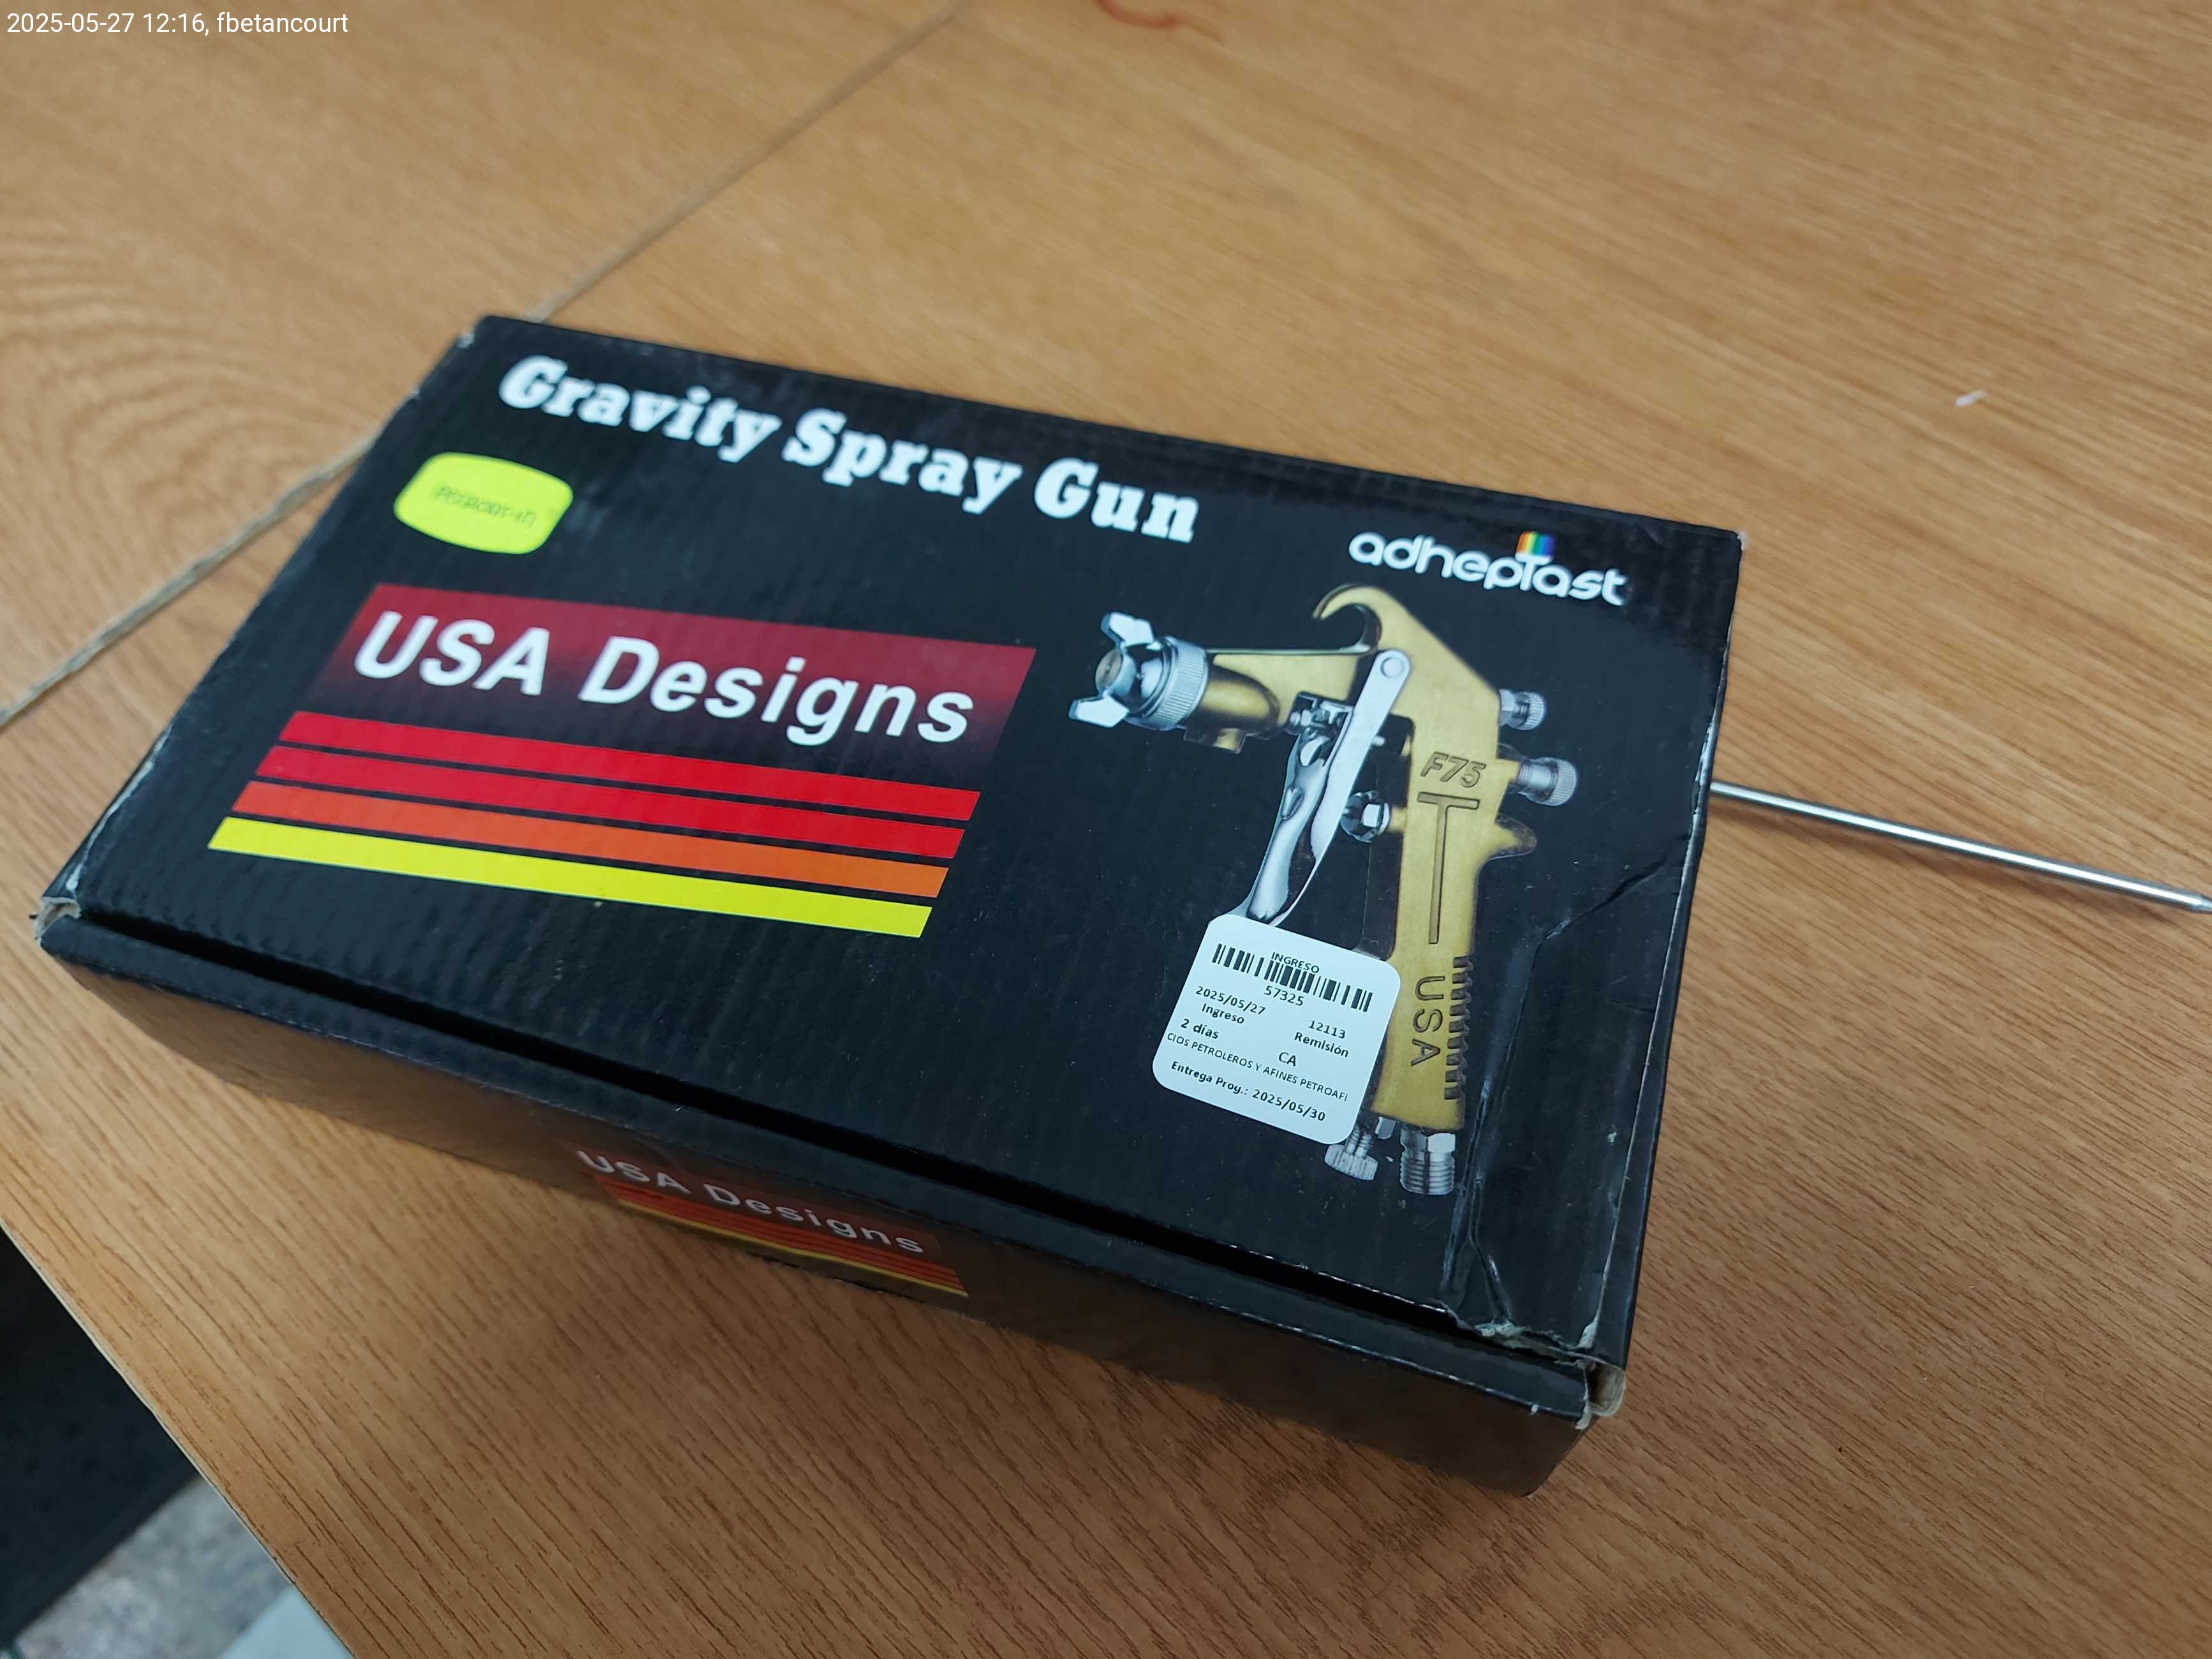 2025-05-27 12:16, fbetancourt
Gravity Spray Gun
adheplast
USA Designs
F75
USA
INGRESO
57325
2025/05/27 12113
Ingreso Remisión
2 días CA
CIOS PETROLEROS Y AFINES PETROAFI
Entrega Prog.: 2025/05/30
USA Designs